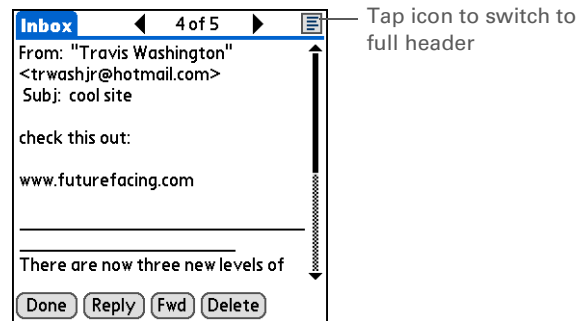 Inbox 4 of 5
Tap icon to switch to
full header
From: "Travis Washington"
<trwashjr@hotmail.com>
Subj: cool site
check this out:
www.futurefacing.com
There are now three new levels of
Done Reply Fwd Delete